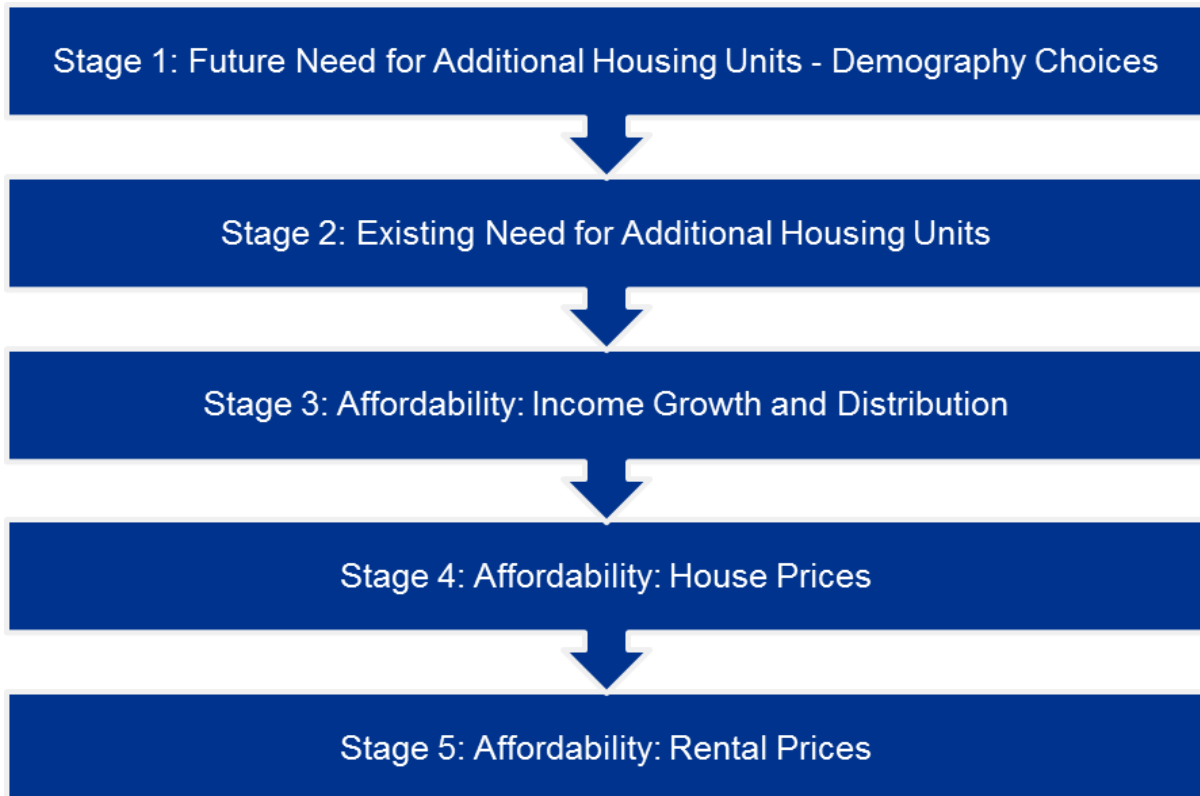 Stage 1: Future Need for Additional Housing Units - Demography Choices
Stage 2: Existing Need for Additional Housing Units
Stage 3: Affordability: Income Growth and Distribution
Stage 4: Affordability: House Prices
Stage 5: Affordability: Rental Prices